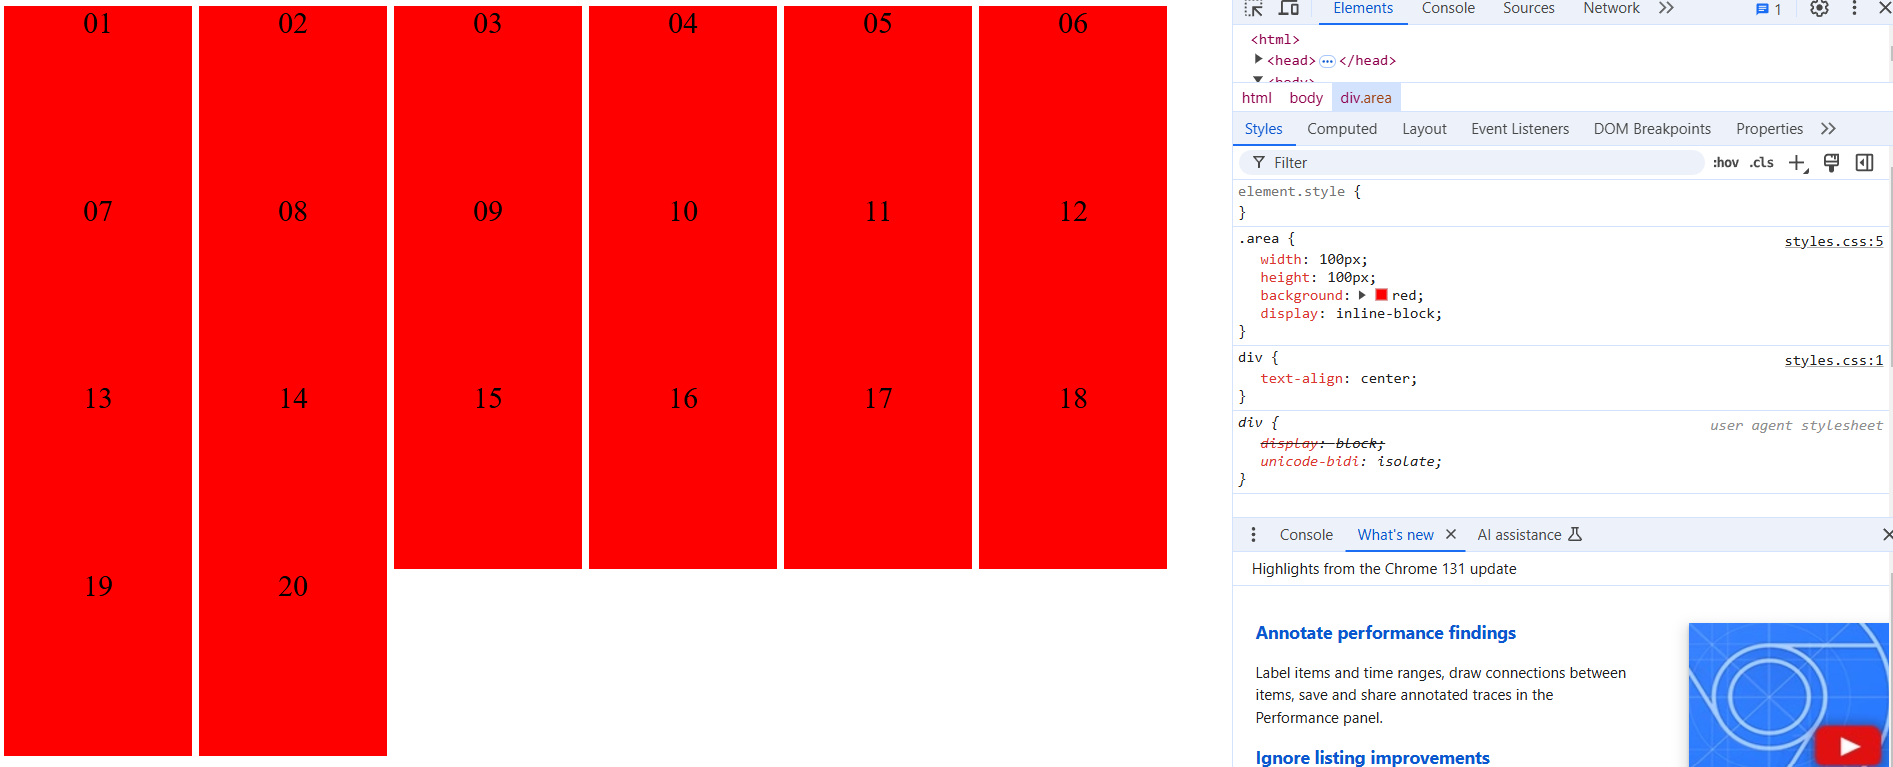 01 02 03 04 05 06
07 08 09 10 11 12
13 14 15 16 17 18
19 20
Elements Console Sources Network 1
<html>
<head> ••• </head>
<body>
html body div.area
Styles Computed Layout Event Listeners DOM Breakpoints Properties
Filter :hov .cls
element.style {
}
.area { styles.css:5
width: 100px;
height: 100px;
background: red;
display: inline-block;
}
div { styles.css:1
text-align: center;
}
div { user agent stylesheet
display: block;
unicode-bidi: isolate;
}
Console What's new AI assistance
Highlights from the Chrome 131 update
Annotate performance findings
Label items and time ranges, draw connections between
items, save and share annotated traces in the
Performance panel.
Ignore listing improvements